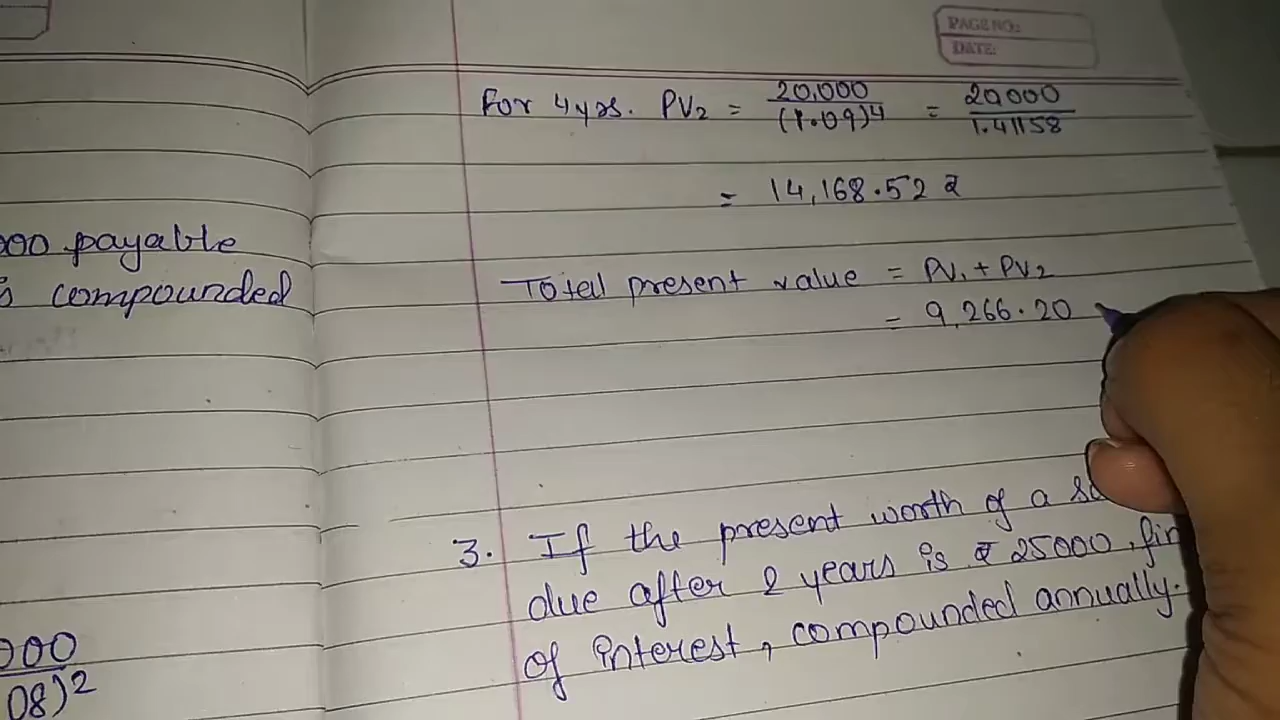 PAGE NO:
DATE:
For 4 yrs. PV2 = 20,000 / (1.09)4 = 20000 / 1.41158
= 14,168.52 ₹
000 payable
compounded
Total present value = PV1 + PV2
= 9,266.20
3. If the present worth of a
due after 2 years is ₹ 25000,
of interest, compounded annually.
000
08)2